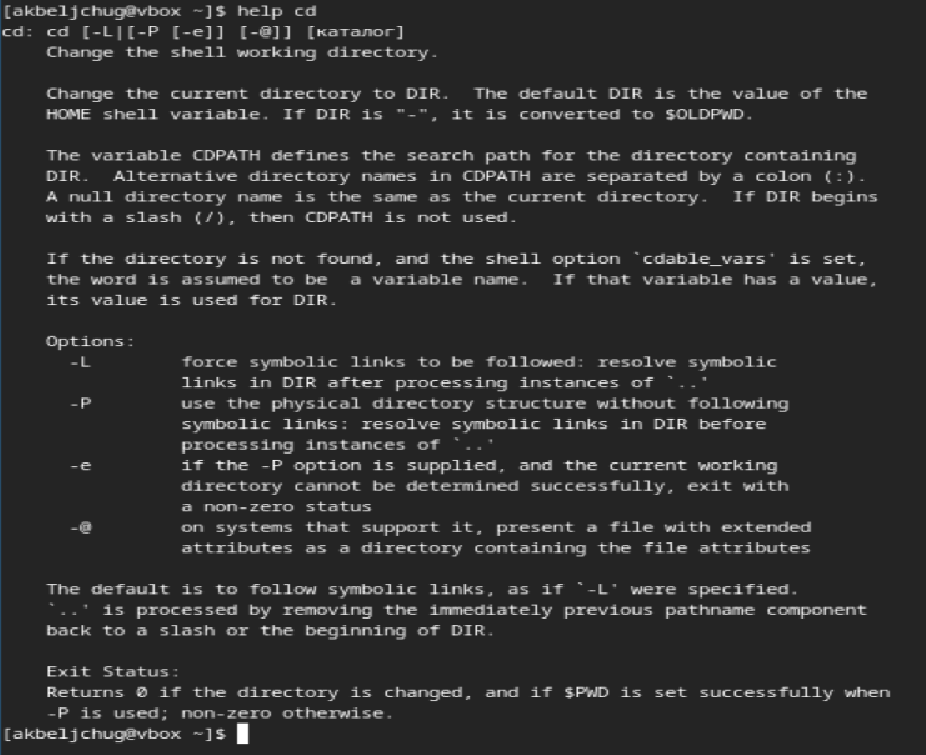 [akbeljchug@vbox ~]$ help cd
cd: cd [-L|[-P [-e]] [-@]] [каталог]
    Change the shell working directory.

    Change the current directory to DIR.  The default DIR is the value of the
    HOME shell variable. If DIR is "-", it is converted to $OLDPWD.

    The variable CDPATH defines the search path for the directory containing
    DIR.  Alternative directory names in CDPATH are separated by a colon (:).
    A null directory name is the same as the current directory.  If DIR begins
    with a slash (/), then CDPATH is not used.

    If the directory is not found, and the shell option `cdable_vars' is set,
    the word is assumed to be  a variable name.  If that variable has a value,
    its value is used for DIR.

    Options:
      -L        force symbolic links to be followed: resolve symbolic
                links in DIR after processing instances of `..'
      -P        use the physical directory structure without following
                symbolic links: resolve symbolic links in DIR before
                processing instances of `..'
      -e        if the -P option is supplied, and the current working
                directory cannot be determined successfully, exit with
                a non-zero status
      -@        on systems that support it, present a file with extended
                attributes as a directory containing the file attributes

    The default is to follow symbolic links, as if `-L' were specified.
    `..' is processed by removing the immediately previous pathname component
    back to a slash or the beginning of DIR.

    Exit Status:
    Returns 0 if the directory is changed, and if $PWD is set successfully when
    -P is used; non-zero otherwise.
[akbeljchug@vbox ~]$